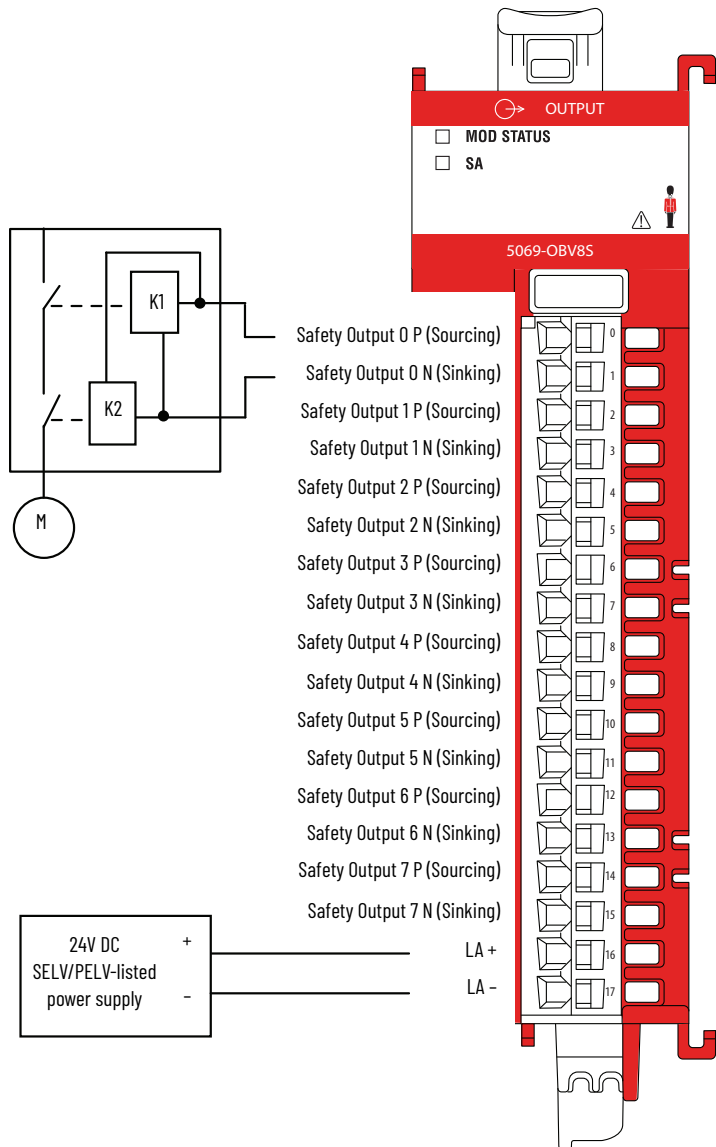 OUTPUT
MOD STATUS
SA
5069-OBV8S
K1
K2
M
Safety Output 0 P (Sourcing)
0
Safety Output 0 N (Sinking)
1
Safety Output 1 P (Sourcing)
2
Safety Output 1 N (Sinking)
3
Safety Output 2 P (Sourcing)
4
Safety Output 2 N (Sinking)
5
Safety Output 3 P (Sourcing)
6
Safety Output 3 N (Sinking)
7
Safety Output 4 P (Sourcing)
8
Safety Output 4 N (Sinking)
9
Safety Output 5 P (Sourcing)
10
Safety Output 5 N (Sinking)
11
Safety Output 6 P (Sourcing)
12
Safety Output 6 N (Sinking)
13
Safety Output 7 P (Sourcing)
14
Safety Output 7 N (Sinking)
15
24V DC
SELV/PELV-listed
power supply
+
–
LA +
16
LA –
17